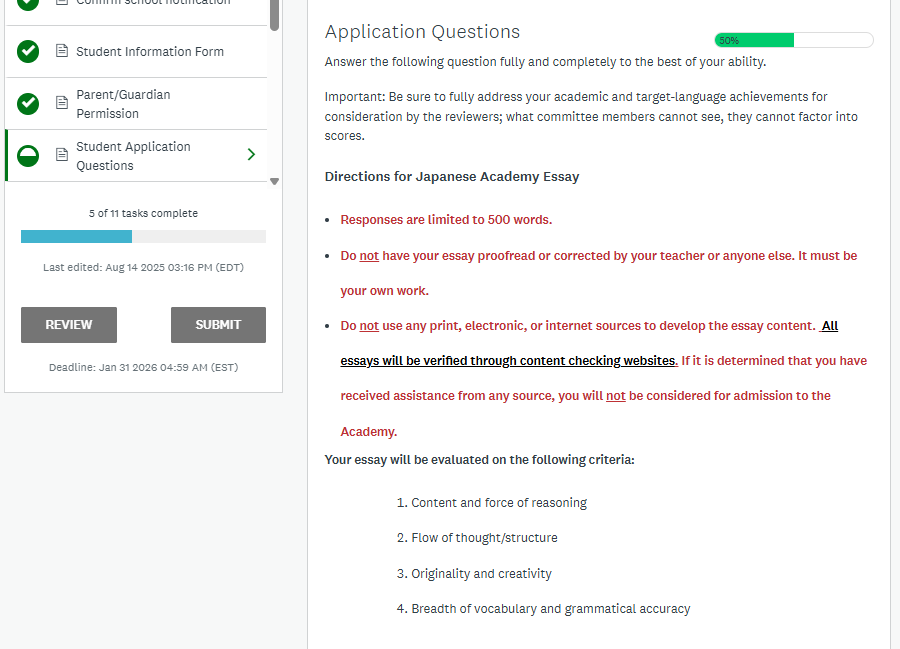 Confirm school notification
Student Information Form
Parent/Guardian
Permission
Student Application
Questions
5 of 11 tasks complete
Last edited: Aug 14 2025 03:16 PM (EDT)
REVIEW
SUBMIT
Deadline: Jan 31 2026 04:59 AM (EST)
Application Questions
50%
Answer the following question fully and completely to the best of your ability.
Important: Be sure to fully address your academic and target-language achievements for
consideration by the reviewers; what committee members cannot see, they cannot factor into
scores.
Directions for Japanese Academy Essay
• Responses are limited to 500 words.
• Do not have your essay proofread or corrected by your teacher or anyone else. It must be
your own work.
• Do not use any print, electronic, or internet sources to develop the essay content. All
essays will be verified through content checking websites. If it is determined that you have
received assistance from any source, you will not be considered for admission to the
Academy.
Your essay will be evaluated on the following criteria:
1. Content and force of reasoning
2. Flow of thought/structure
3. Originality and creativity
4. Breadth of vocabulary and grammatical accuracy